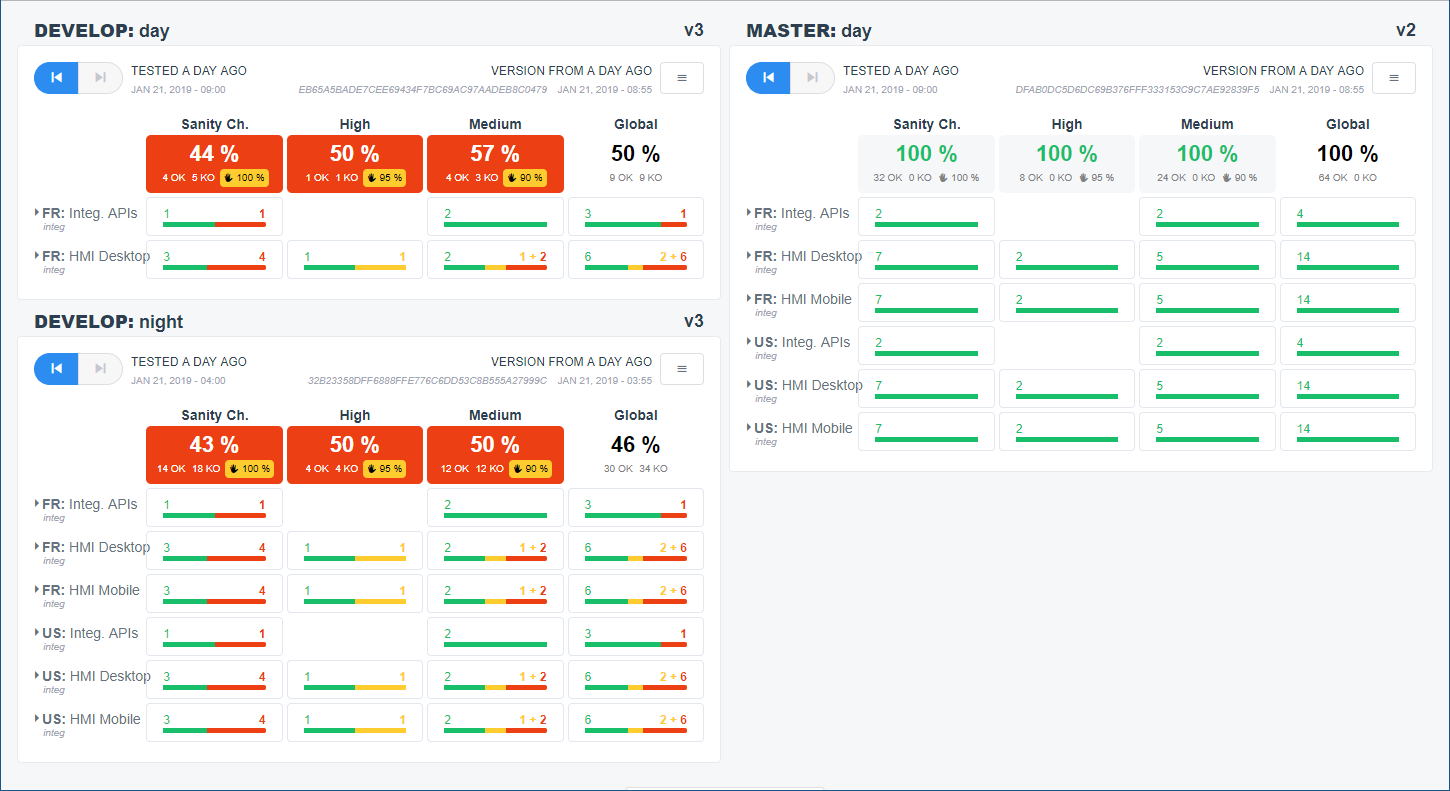 DEVELOP: day v3
TESTED A DAY AGO VERSION FROM A DAY AGO
JAN 21, 2019 - 09:00 EB65A5BADE7CEE69434F7BC69AC97AADEB8C0479 JAN 21, 2019 - 08:55
Sanity Ch. High Medium Global
44 % 50 % 57 % 50 %
4 OK 5 KO 100 % 1 OK 1 KO 95 % 4 OK 3 KO 90 % 9 OK 9 KO
FR: Integ. APIs 1 1 2 3 1
integ
FR: HMI Desktop 3 4 1 1 2 1 + 2 6 2 + 6
integ
DEVELOP: night v3
TESTED A DAY AGO VERSION FROM A DAY AGO
JAN 21, 2019 - 04:00 32B23358DFF6888FFE776C6DD53C8B555A27999C JAN 21, 2019 - 03:55
Sanity Ch. High Medium Global
43 % 50 % 50 % 46 %
14 OK 18 KO 100 % 4 OK 4 KO 95 % 12 OK 12 KO 90 % 30 OK 34 KO
FR: Integ. APIs 1 1 2 3 1
integ
FR: HMI Desktop 3 4 1 1 2 1 + 2 6 2 + 6
integ
FR: HMI Mobile 3 4 1 1 2 1 + 2 6 2 + 6
integ
US: Integ. APIs 1 1 2 3 1
integ
US: HMI Desktop 3 4 1 1 2 1 + 2 6 2 + 6
integ
US: HMI Mobile 3 4 1 1 2 1 + 2 6 2 + 6
integ
MASTER: day v2
TESTED A DAY AGO VERSION FROM A DAY AGO
JAN 21, 2019 - 09:00 DFAB0DC5D6DC69B376FFF333153C9C7AE92839F5 JAN 21, 2019 - 08:55
Sanity Ch. High Medium Global
100 % 100 % 100 % 100 %
32 OK 0 KO 100 % 8 OK 0 KO 95 % 24 OK 0 KO 90 % 64 OK 0 KO
FR: Integ. APIs 2 2 4
integ
FR: HMI Desktop 7 2 5 14
integ
FR: HMI Mobile 7 2 5 14
integ
US: Integ. APIs 2 2 4
integ
US: HMI Desktop 7 2 5 14
integ
US: HMI Mobile 7 2 5 14
integ